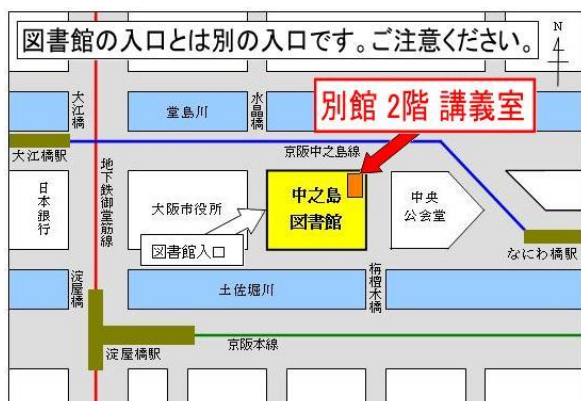 図書館の入口とは別の入口です。ご注意ください。
N
大江橋
堂島川
水晶橋
別館 2階 講義室
大江橋駅
京阪中之島線
地下鉄御堂筋線
日本銀行
大阪市役所
中之島
図書館
中央
公会堂
図書館入口
なにわ橋駅
淀屋橋
土佐堀川
栴檀木橋
淀屋橋駅
京阪本線